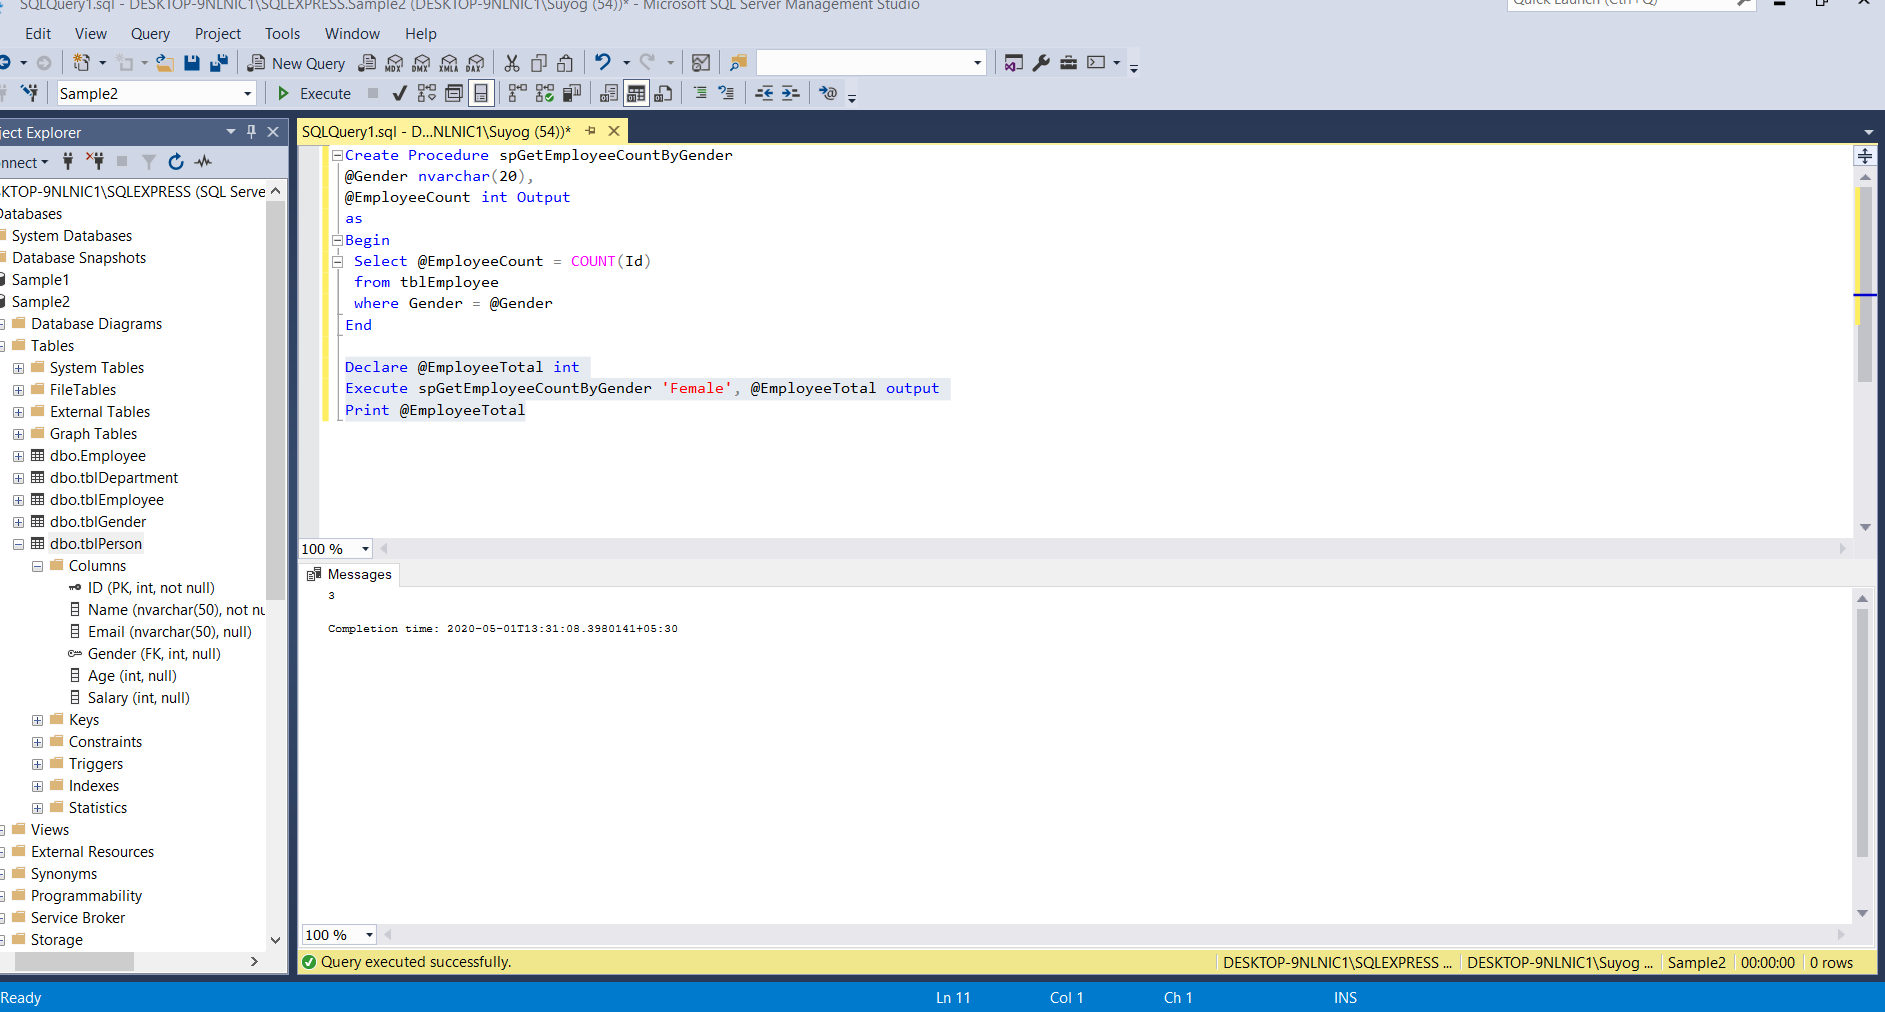 SQLQuery1.sql - DESKTOP-9NLNIC1\SQLEXPRESS.Sample2 (DESKTOP-9NLNIC1\Suyog (54))* - Microsoft SQL Server Management Studio
Quick Launch (Ctrl+Q)
Edit View Query Project Tools Window Help
New Query MDX DMX XMLA DAX
Sample2 Execute
ject Explorer
SQLQuery1.sql - D...NLNIC1\Suyog (54))*
nnect
SKTOP-9NLNIC1\SQLEXPRESS (SQL Serve
Databases
System Databases
Database Snapshots
Sample1
Sample2
Database Diagrams
Tables
System Tables
FileTables
External Tables
Graph Tables
dbo.Employee
dbo.tblDepartment
dbo.tblEmployee
dbo.tblGender
dbo.tblPerson
Columns
ID (PK, int, not null)
Name (nvarchar(50), not nu
Email (nvarchar(50), null)
Gender (FK, int, null)
Age (int, null)
Salary (int, null)
Keys
Constraints
Triggers
Indexes
Statistics
Views
External Resources
Synonyms
Programmability
Service Broker
Storage
Create Procedure spGetEmployeeCountByGender
@Gender nvarchar(20),
@EmployeeCount int Output
as
Begin
Select @EmployeeCount = COUNT(Id)
from tblEmployee
where Gender = @Gender
End
Declare @EmployeeTotal int
Execute spGetEmployeeCountByGender 'Female', @EmployeeTotal output
Print @EmployeeTotal
100 %
Messages
3
Completion time: 2020-05-01T13:31:08.3980141+05:30
100 %
Query executed successfully. DESKTOP-9NLNIC1\SQLEXPRESS ... DESKTOP-9NLNIC1\Suyog ... Sample2 00:00:00 0 rows
Ready Ln 11 Col 1 Ch 1 INS